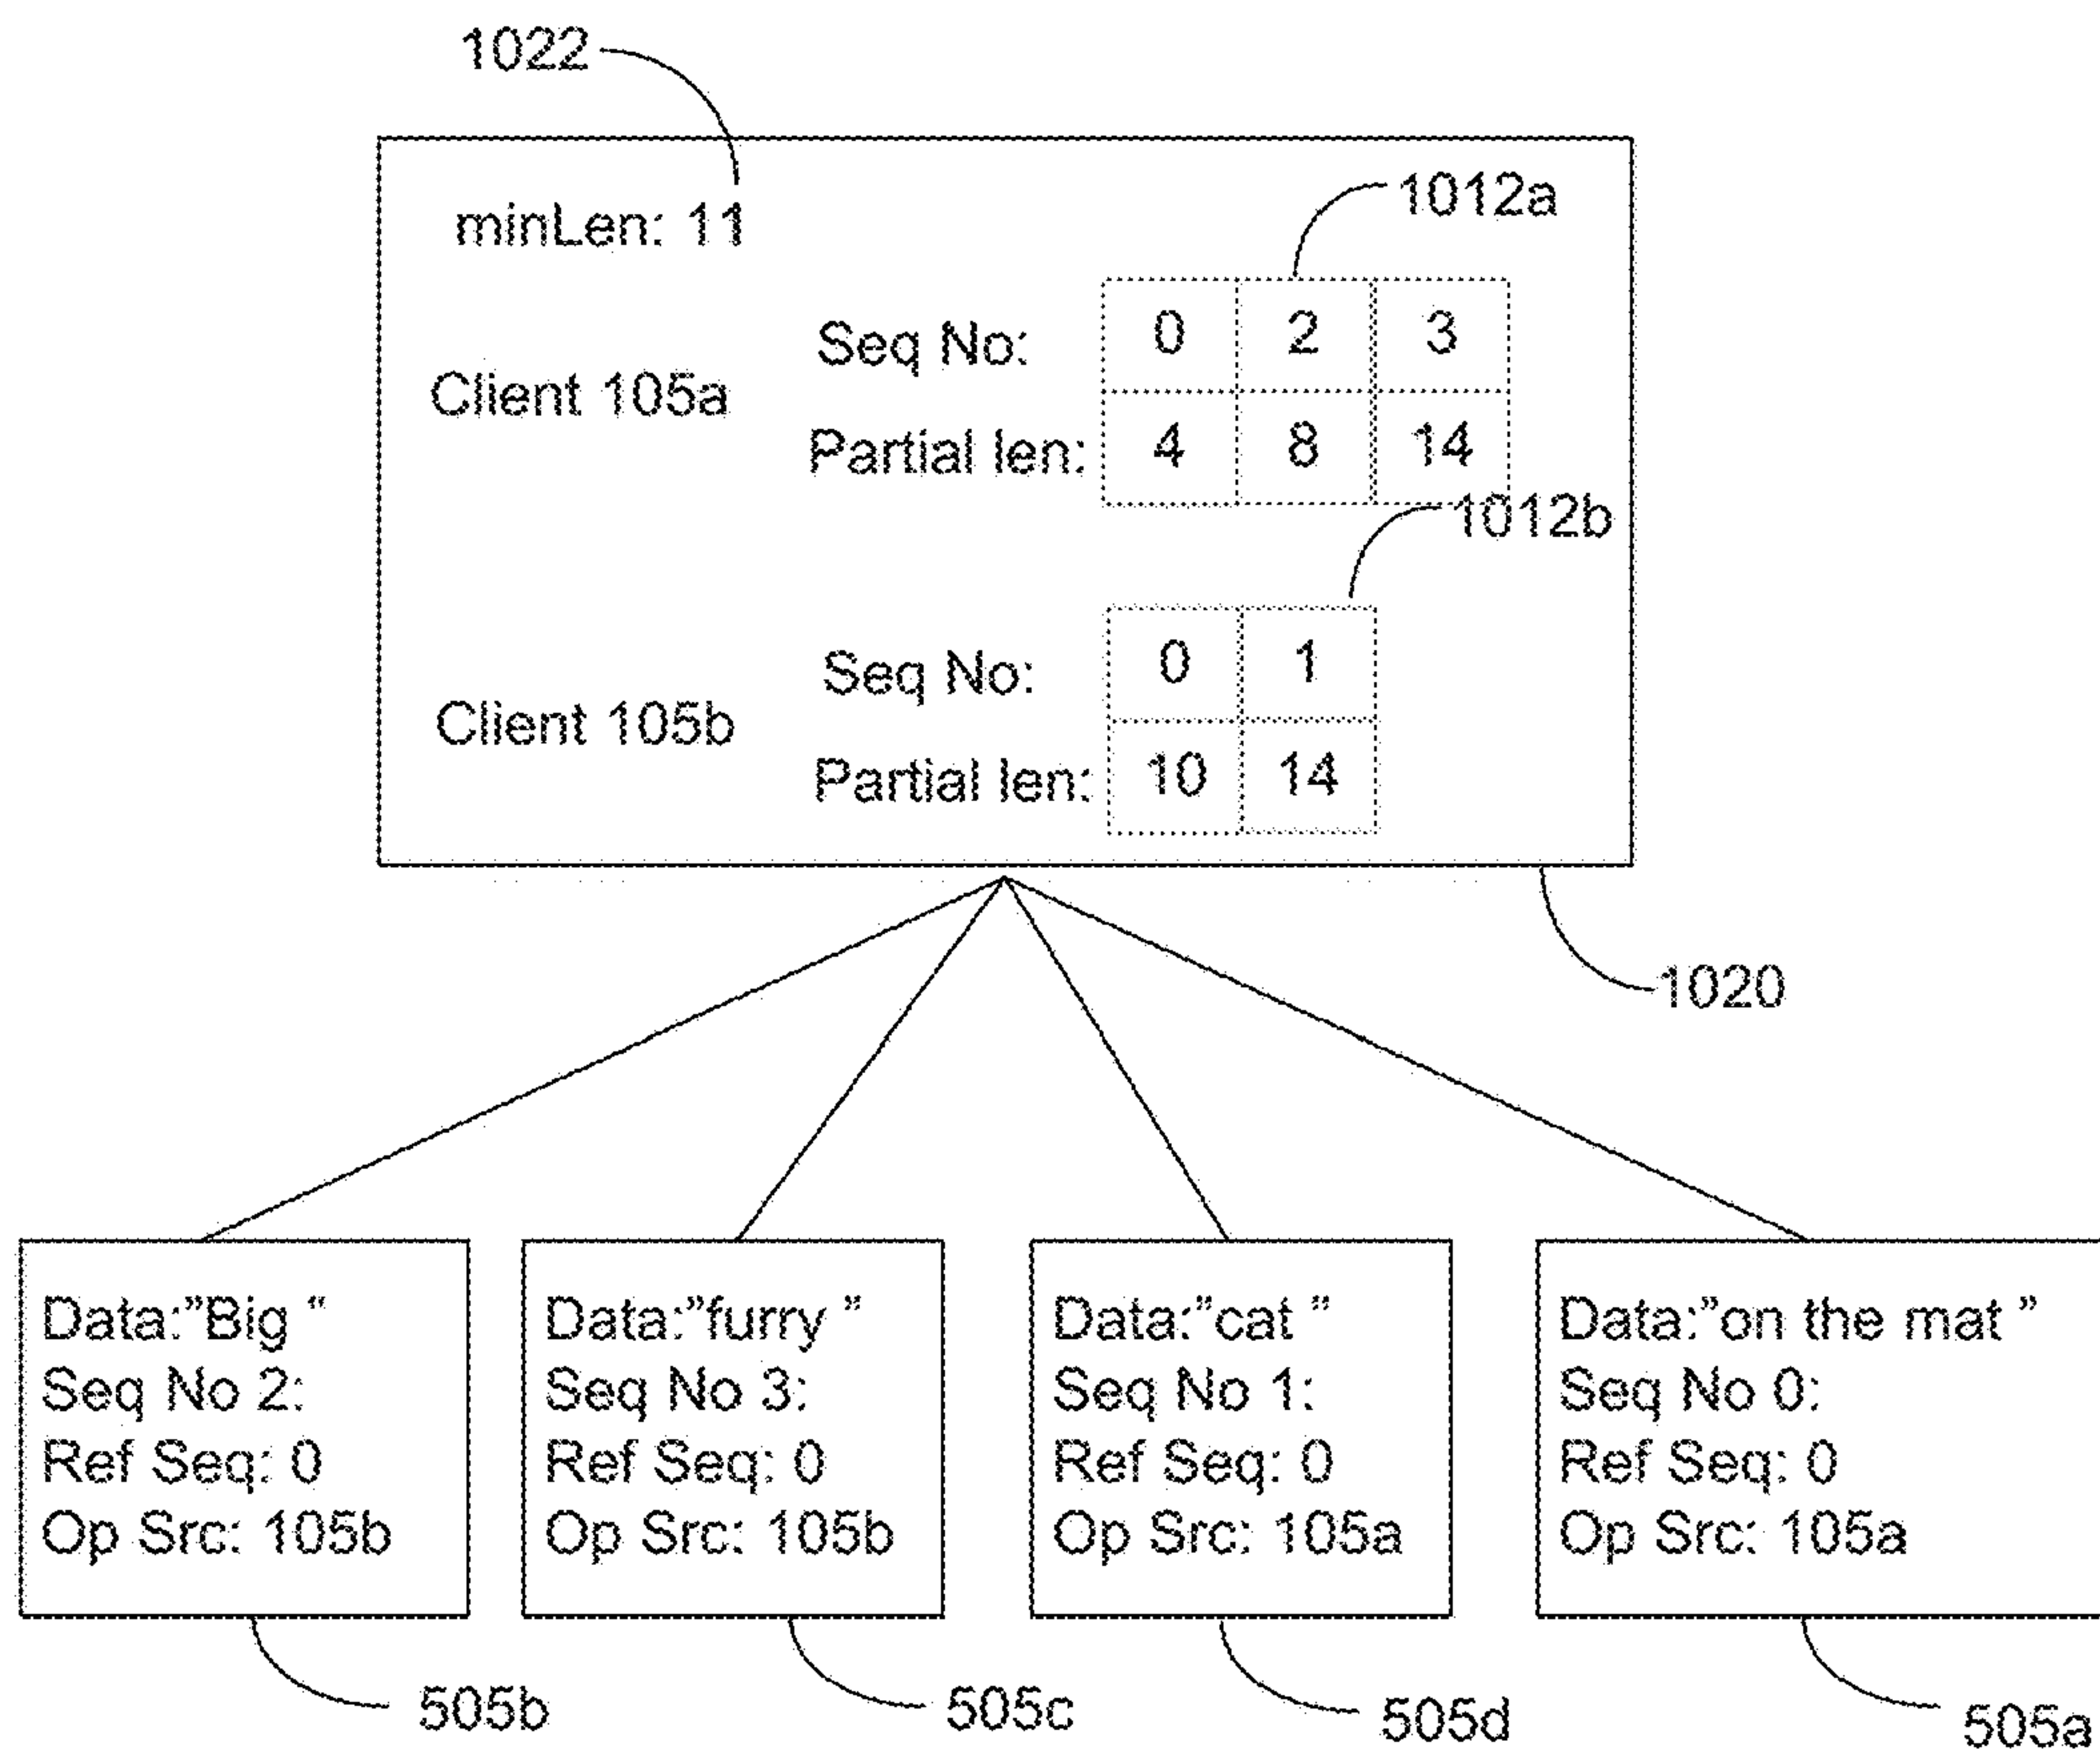 1022
minLen: 11
1012a
Client 105a
Seq No: 0 2 3
Partial len: 4 8 14
1012b
Client 105b
Seq No: 0 1
Partial len: 10 14
1020
Data:”Big “
Seq No 2:
Ref Seq: 0
Op Src: 105b
505b
Data:”furry ”
Seq No 3:
Ref Seq: 0
Op Src: 105b
505c
Data:”cat ”
Seq No 1:
Ref Seq: 0
Op Src: 105a
505d
Data:”on the mat ”
Seq No 0:
Ref Seq: 0
Op Src: 105a
505a